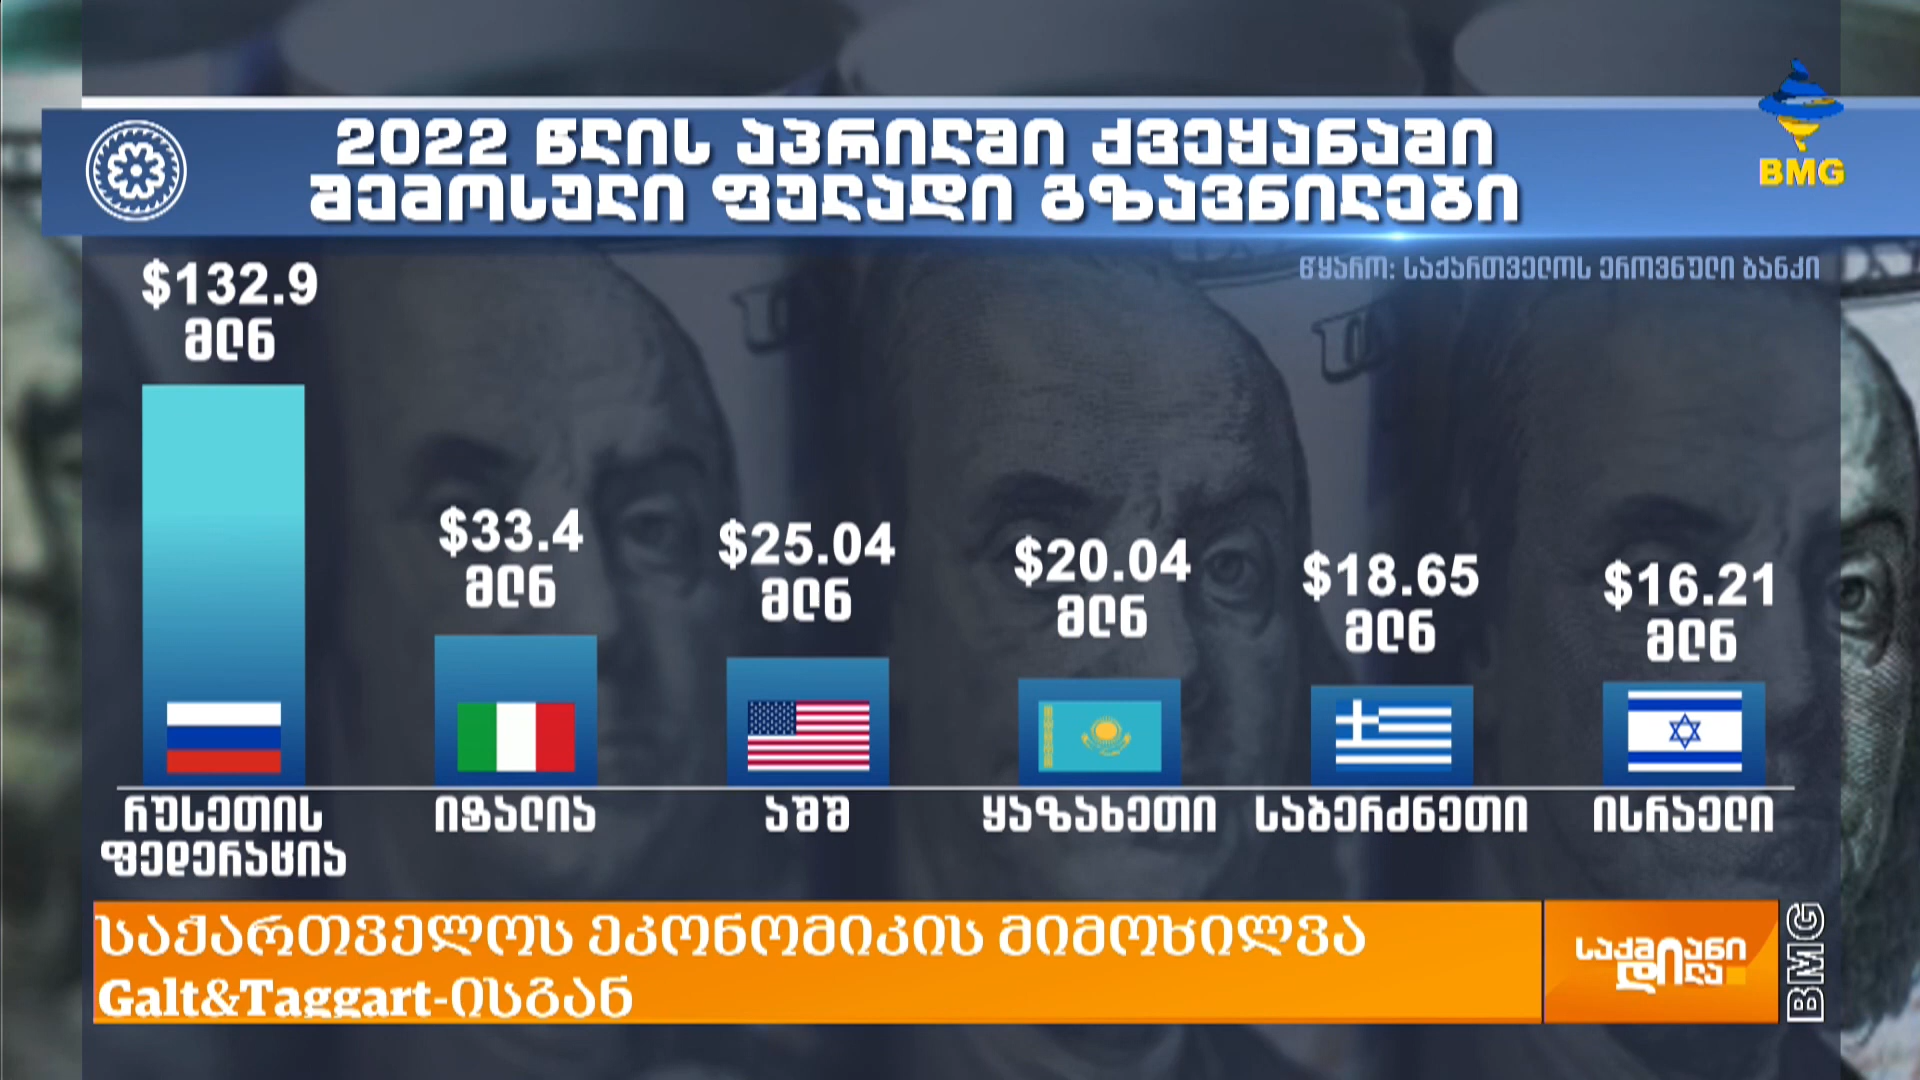 2022 წლის აპრილში ქვეყანაში
შემოსული ფულადი გზავნილები
BMG
წყარო: საქართველოს ეროვნული ბანკი
$132.9
მლნ
$33.4
მლნ
$25.04
მლნ
$20.04
მლნ
$18.65
მლნ
$16.21
მლნ
რუსეთის
ფედერაცია
იტალია
აშშ
ყაზახეთი
საბერძნეთი
ისრაელი
საქართველოს ეკონომიკის მიმოხილვა
Galt&Taggart-ისგან
საქმიანი
დილა
BMG